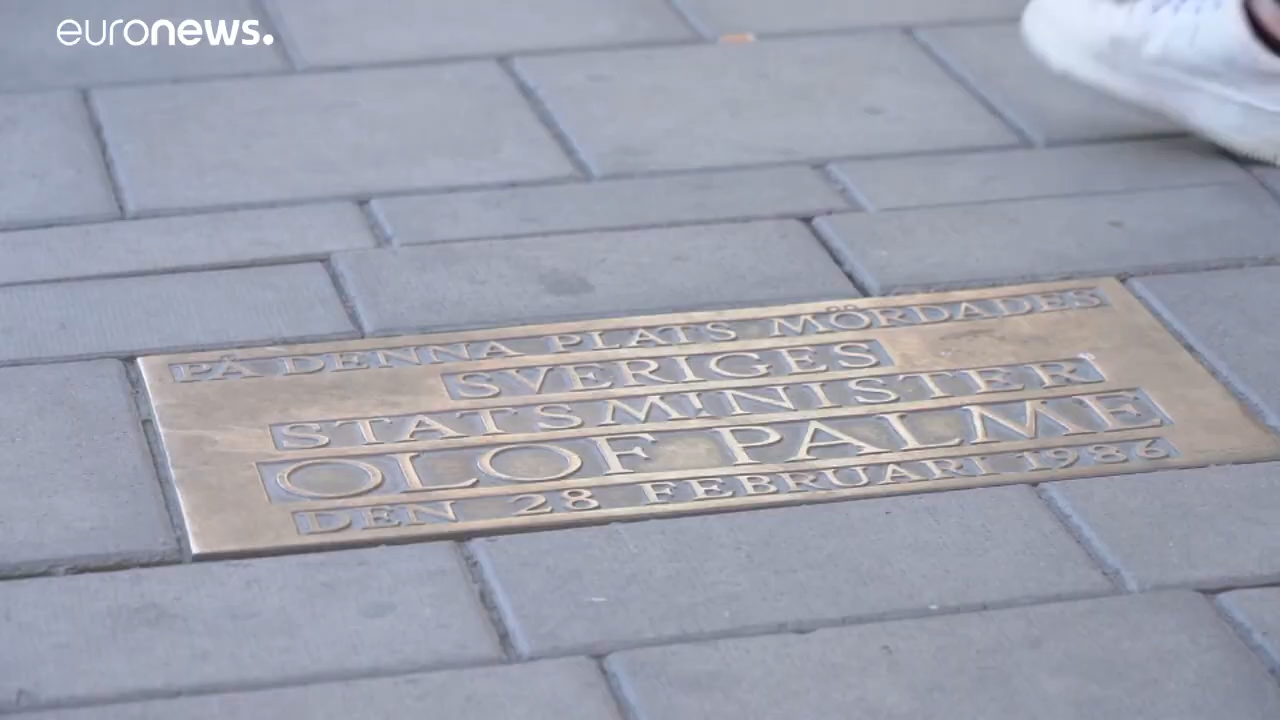 euronews.
PÅ DENNA PLATS MÖRDADES
SVERIGES
STATSMINISTER
OLOF PALME
DEN 28 FEBRUARI 1986